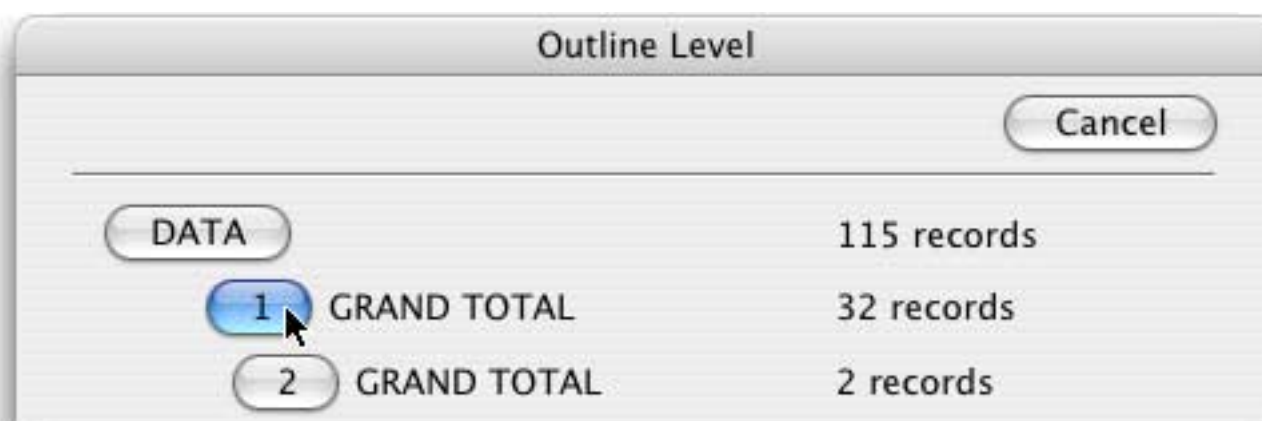 Outline Level
Cancel
DATA 115 records
1 GRAND TOTAL 32 records
2 GRAND TOTAL 2 records